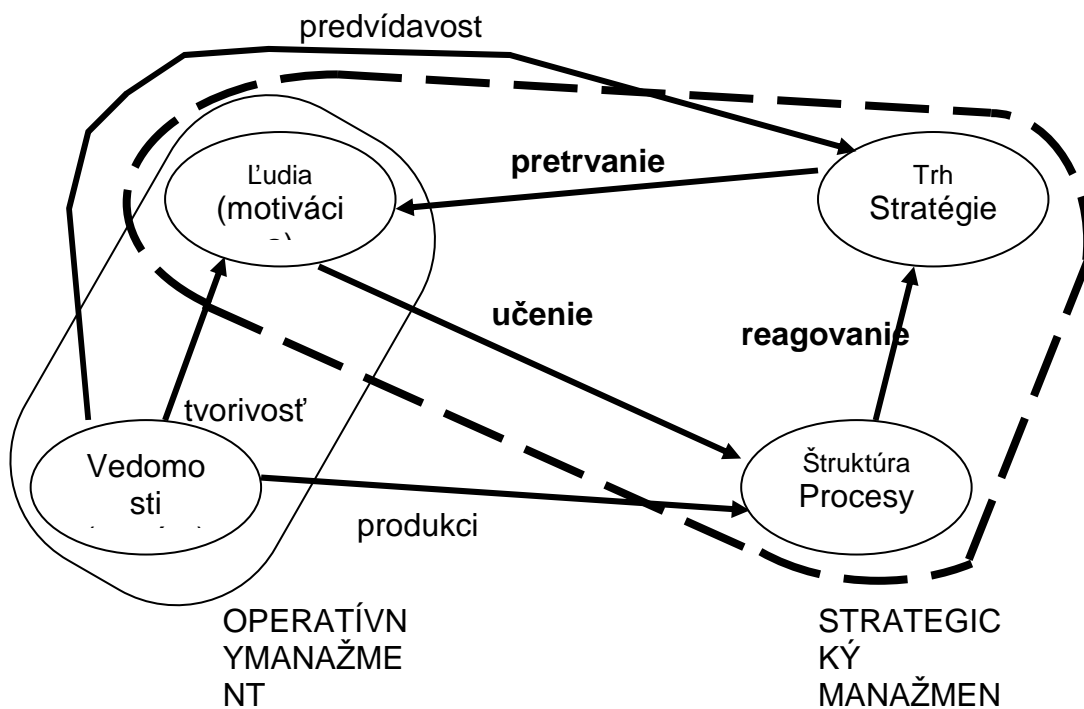 predvídavost
pretrvanie
Ľudia
(motiváci
Trh
Stratégie
učenie
reagovanie
tvorivosť
Vedomo
sti
Štruktúra
Procesy
produkci
OPERATÍVN
YMANAŽME
NT
STRATEGIC
KÝ
MANAŽMEN